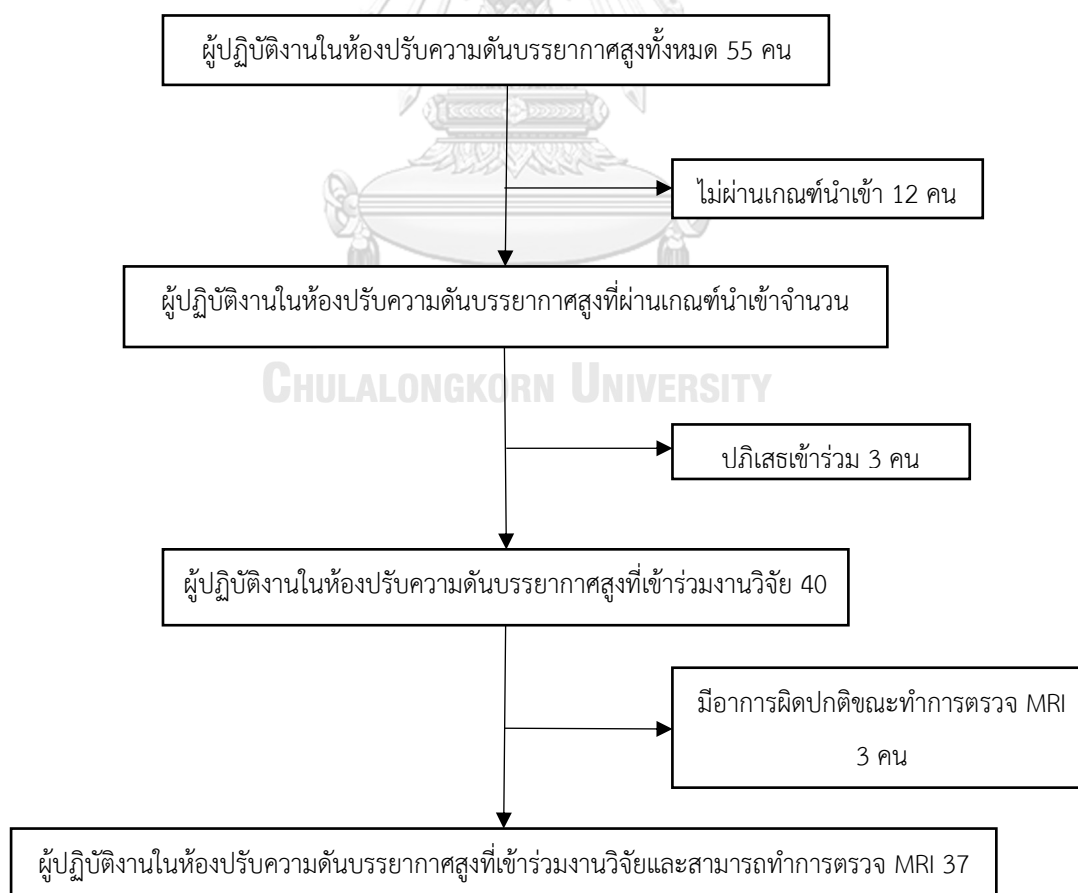 ผู้ปฏิบัติงานในห้องปรับความดันบรรยากาศสูงทั้งหมด 55 คน
ไม่ผ่านเกณฑ์นำเข้า 12 คน
ผู้ปฏิบัติงานในห้องปรับความดันบรรยากาศสูงที่ผ่านเกณฑ์นำเข้าจำนวน
CHULALONGKORN UNIVERSITY
ปภิเสธเข้าร่วม 3 คน
ผู้ปฏิบัติงานในห้องปรับความดันบรรยากาศสูงที่เข้าร่วมงานวิจัย 40
มีอาการผิดปกติขณะทำการตรวจ MRI
3 คน
ผู้ปฏิบัติงานในห้องปรับความดันบรรยากาศสูงที่เข้าร่วมงานวิจัยและสามารถทำการตรวจ MRI 37